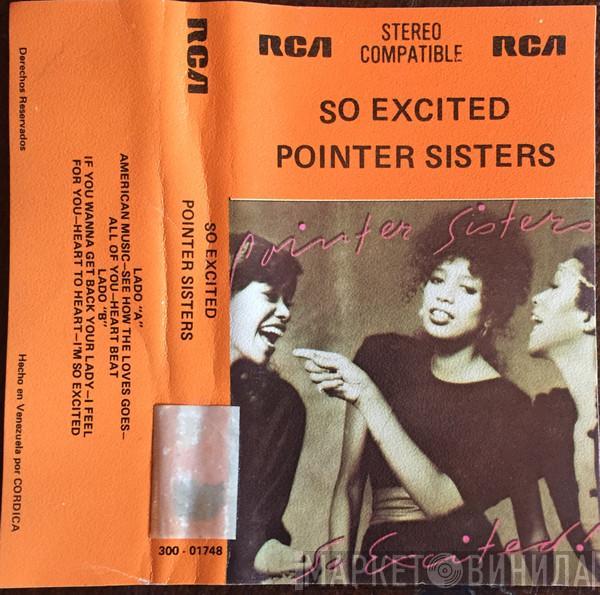 RCA
STEREO
COMPATIBLE
RCA
SO EXCITED
POINTER SISTERS
Pointer Sisters
So Excited!
RCA
SO EXCITED
POINTER SISTERS
300 - 01748
LADO "A"
AMERICAN MUSIC—SEE HOW THE LOVES GOES—
ALL OF YOU—HEART BEAT
LADO "B"
IF YOU WANNA GET BACK YOUR LADY—I FEEL
FOR YOU—HEART TO HEART—I'M SO EXCITED
Derechos Reservados
Hecho en Venezuela por CORDICA
МАРКЕТ ВИНИЛА